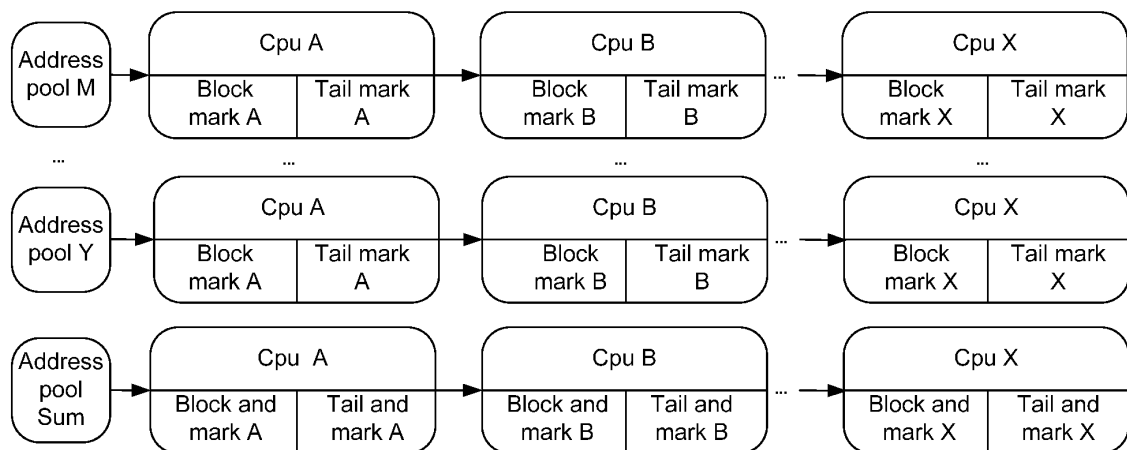 Address pool M
Cpu A
Block mark A
Tail mark A
Cpu B
Block mark B
Tail mark B
...
Cpu X
Block mark X
Tail mark X
...
...
...
...
Address pool Y
Cpu A
Block mark A
Tail mark A
Cpu B
Block mark B
Tail mark B
...
Cpu X
Block mark X
Tail mark X
Address pool Sum
Cpu A
Block and mark A
Tail and mark A
Cpu B
Block and mark B
Tail and mark B
...
Cpu X
Block and mark X
Tail and mark X